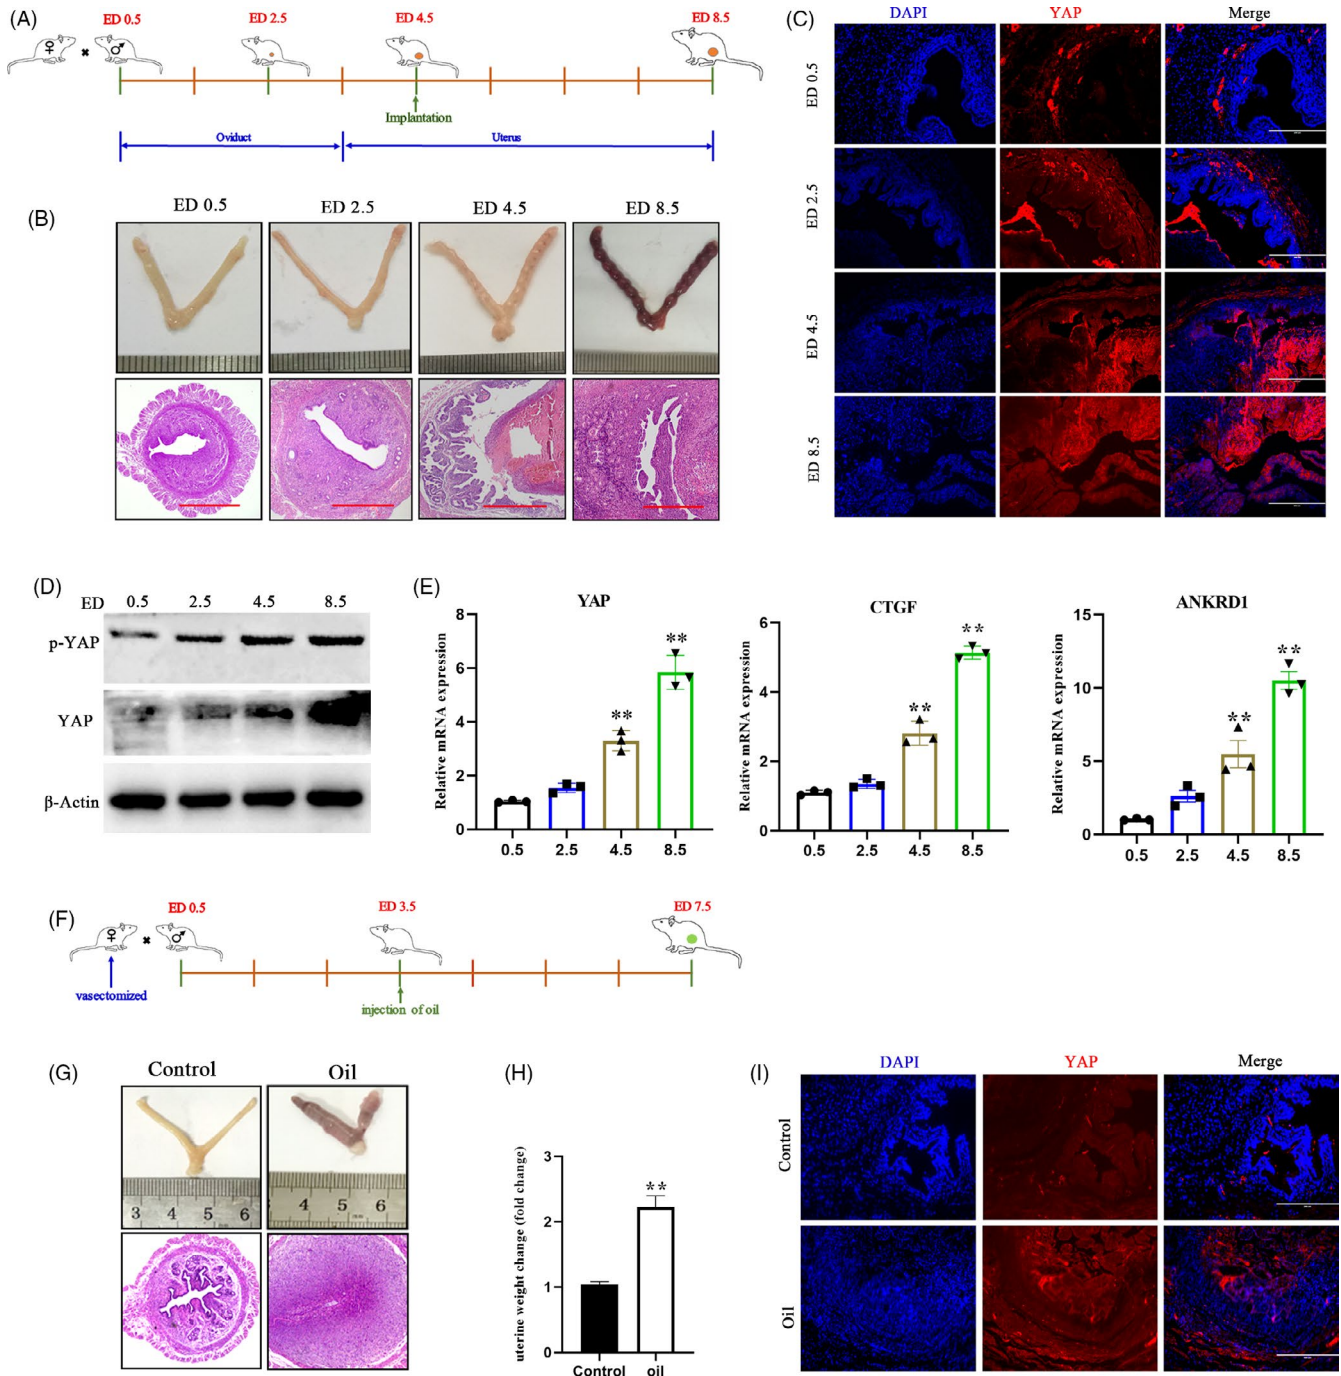 (A)
ED 0.5
ED 2.5
ED 4.5
ED 8.5
♀ × ♂
Implantation
Oviduct
Uterus
(B)
ED 0.5
ED 2.5
ED 4.5
ED 8.5
(C)
DAPI
YAP
Merge
ED 0.5
ED 2.5
ED 4.5
ED 8.5
(D)
ED
0.5
2.5
4.5
8.5
p-YAP
YAP
β-Actin
(E)
YAP
Relative mRNA expression
8
6
4
2
0
**
**
0.5
2.5
4.5
8.5
CTGF
Relative mRNA expression
6
4
2
0
**
**
0.5
2.5
4.5
8.5
ANKRD1
Relative mRNA expression
15
10
5
0
**
**
0.5
2.5
4.5
8.5
(F)
ED 0.5
ED 3.5
ED 7.5
♀ × ♂
vasectomized
injection of oil
(G)
Control
Oil
3 4 5 6
4 5 6
(H)
uterine weight change (fold change)
3
2
1
0
**
Control
oil
(I)
DAPI
YAP
Merge
Control
Oil